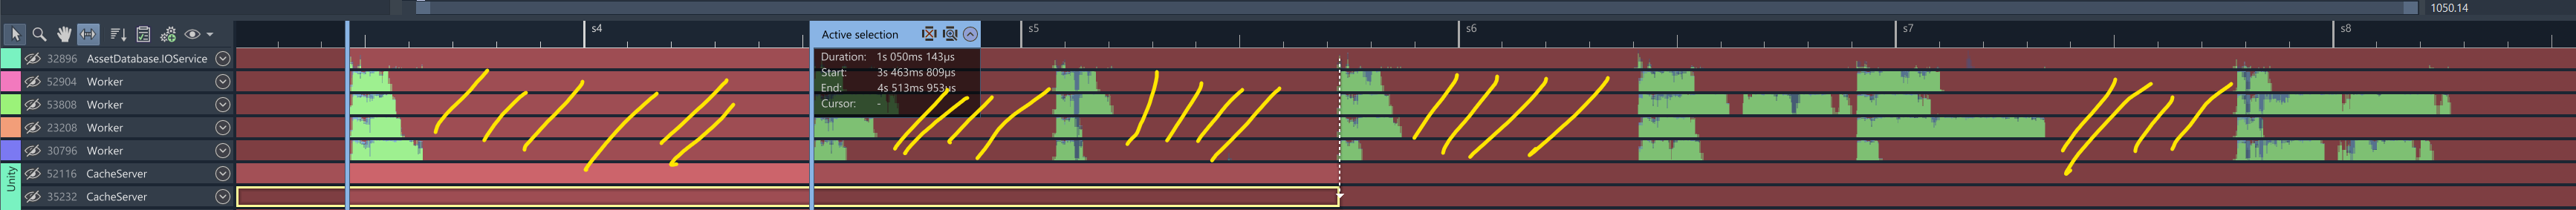 1050.14
s4
s5
s6
s7
s8
Active selection
Duration: 1s 050ms 143µs
Start: 3s 463ms 809µs
End: 4s 513ms 953µs
Cursor: -
32896 AssetDatabase.IOService
52904 Worker
53808 Worker
23208 Worker
30796 Worker
52116 CacheServer
35232 CacheServer
Unity